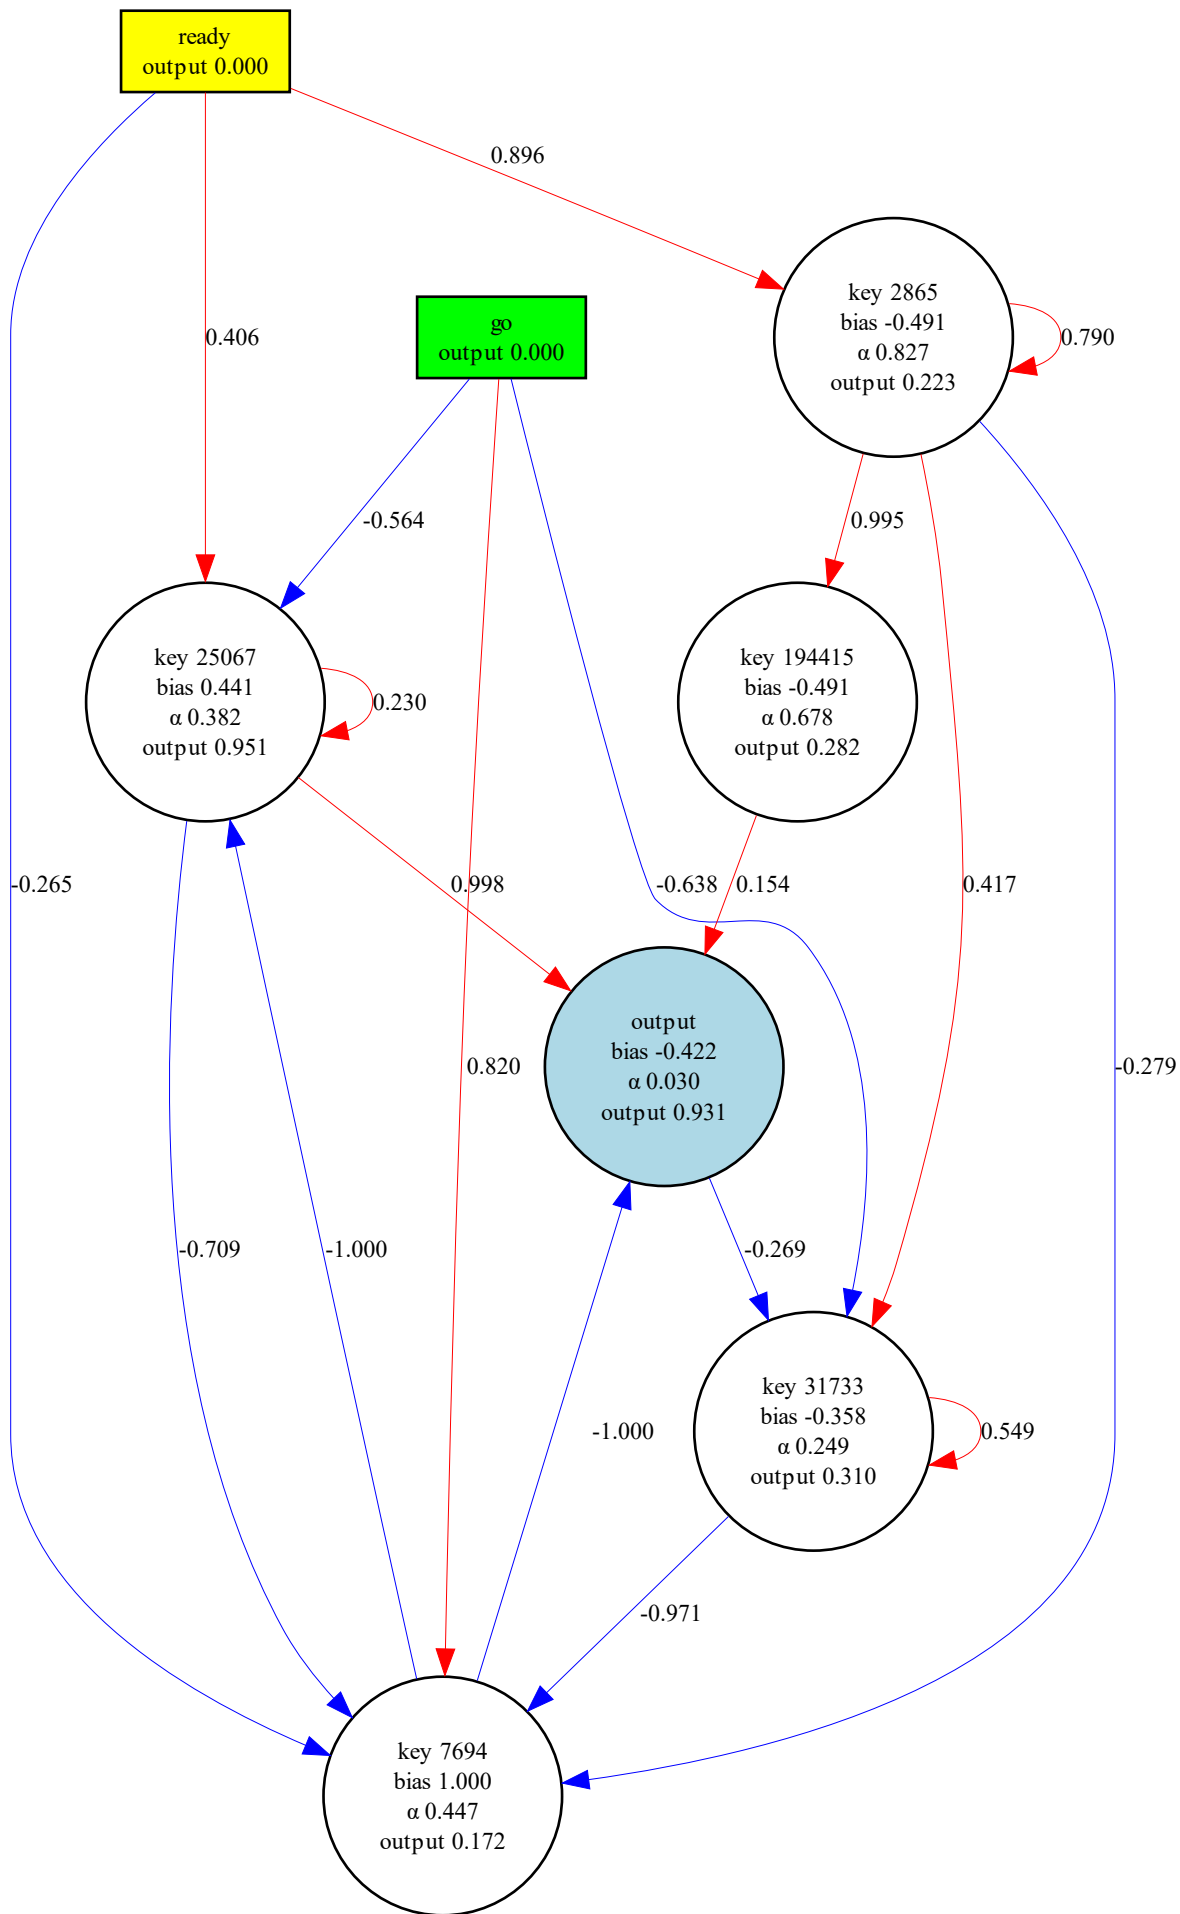 ready
output 0.000
0.896
key 2865
bias -0.491
α 0.827
output 0.223
0.790
go
output 0.000
0.406
-0.564
0.995
key 25067
bias 0.441
α 0.382
output 0.951
0.230
key 194415
bias -0.491
α 0.678
output 0.282
-0.265
0.998
-0.638
0.154
0.417
output
bias -0.422
α 0.030
output 0.931
0.820
-0.279
-0.709
-1.000
-0.269
-1.000
key 31733
bias -0.358
α 0.249
output 0.310
0.549
-0.971
key 7694
bias 1.000
α 0.447
output 0.172